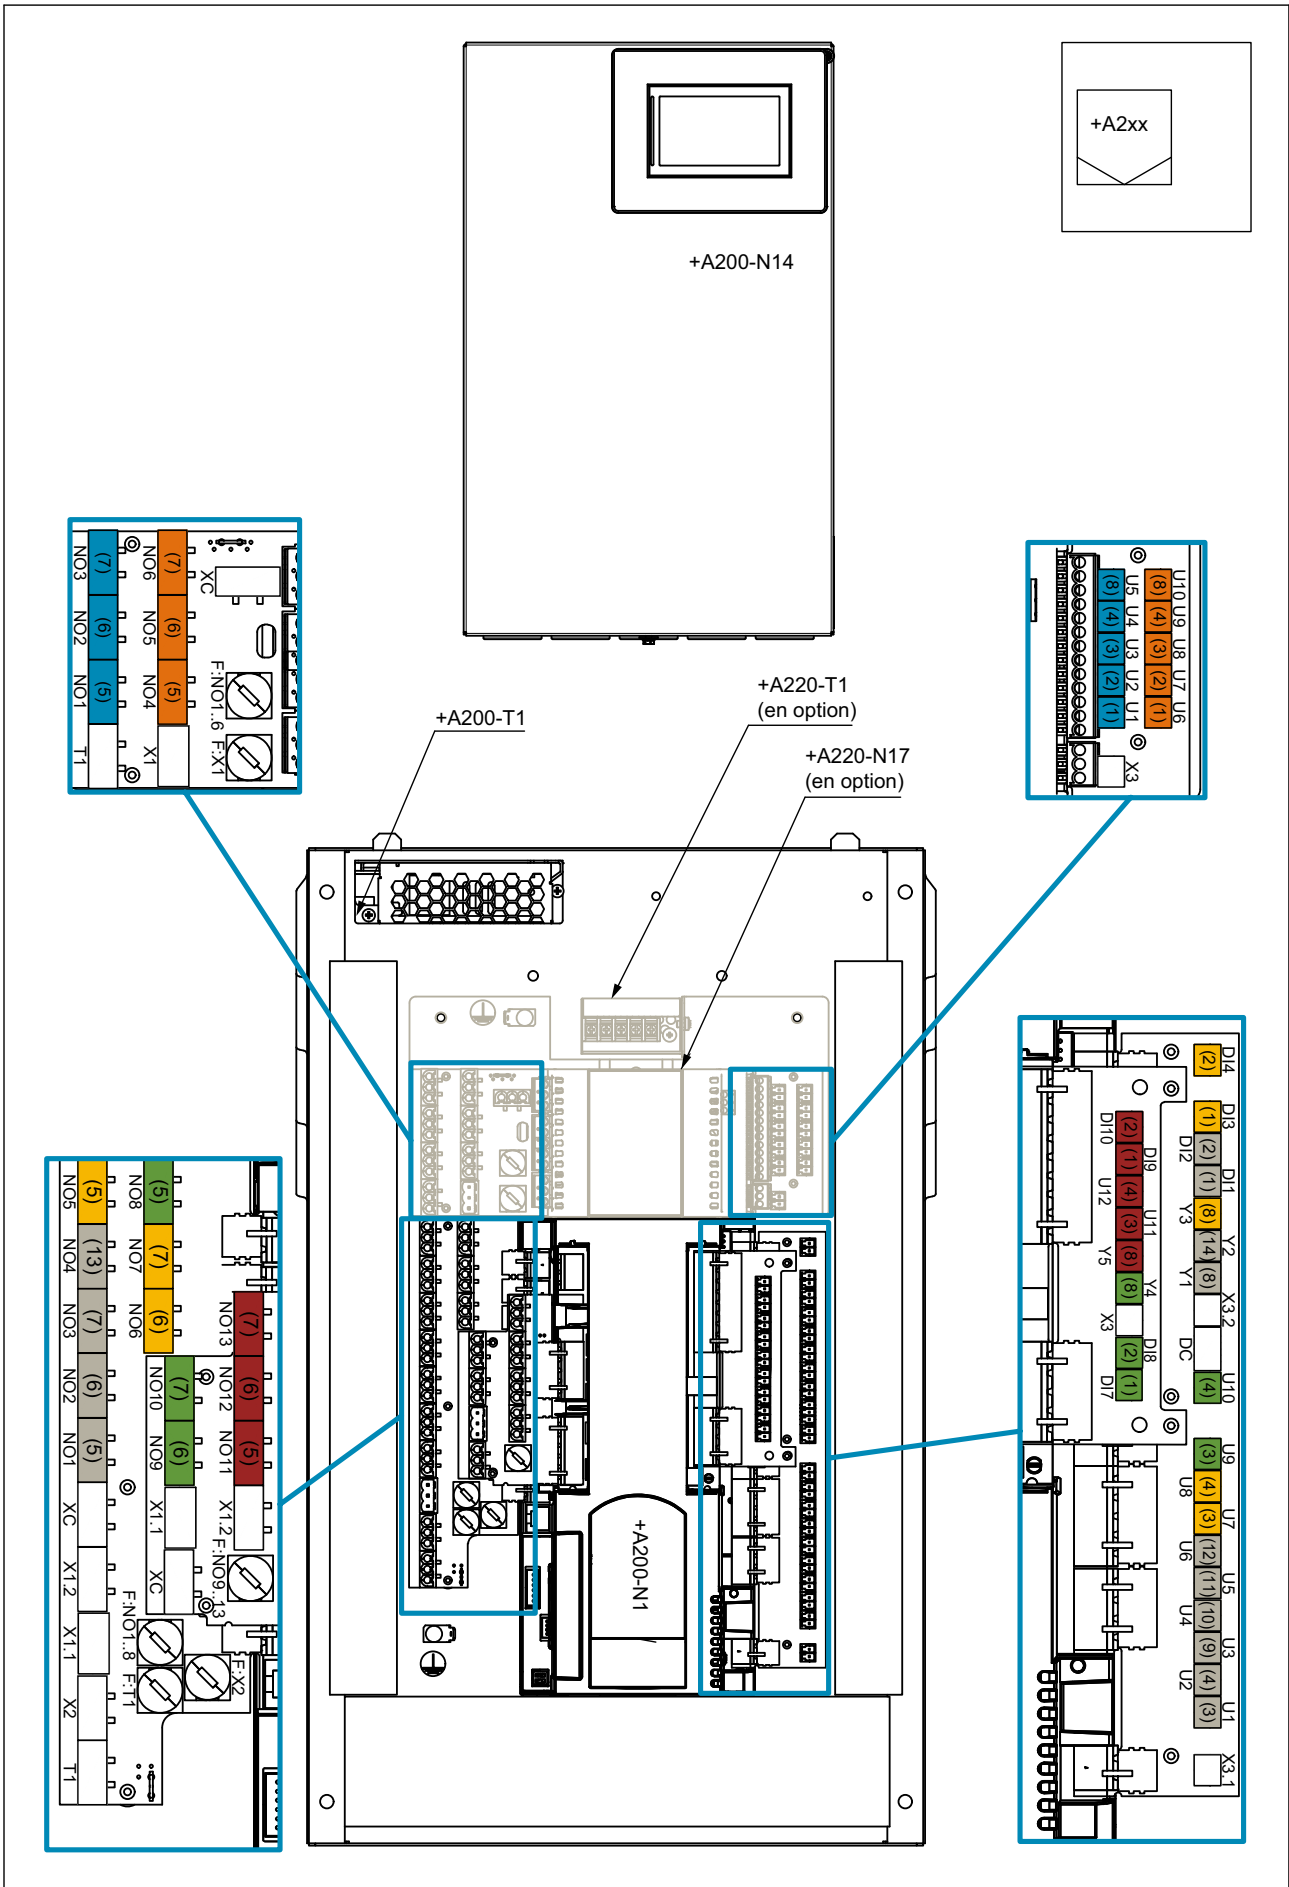 +A2xx
+A200-N14
+A200-T1
+A220-T1
(en option)
+A220-N17
(en option)
+A200-N1
NO3 NO2 NO1 T1
(7) (6) (5)
NO6 NO5 NO4 X1
(7) (6) (5)
XC
F:NO1..6 F:X1
U10 U9 U8 U7 U6
(8) (4) (3) (2) (1)
U5 U4 U3 U2 U1
(8) (4) (3) (2) (1)
X3
NO5 NO4 NO3 NO2 NO1 XC X1.2 X1.1 X2 T1
(5) (13) (7) (6) (5)
NO8 NO7 NO6
(5) (7) (6)
NO10 NO9 X1.1 XC
(7) (6)
NO13 NO12 NO11 X1.2
(7) (6) (5)
F:NO9..13
F:NO1..8
F:T1
F:X2
DI4 DI3 DI2 DI1 Y3 Y2 Y1 X3.2 DC U10
(2) (1) (2) (1) (8) (14) (8) (4)
DI10 DI9 U12 U11 Y5 Y4 X3 DI8 DI7
(2) (1) (4) (3) (8) (8) (2) (1)
U9 U8 U7 U6 U5 U4 U3 U2 U1
(3) (4) (3) (12) (11) (10) (9) (4) (3)
X3.1